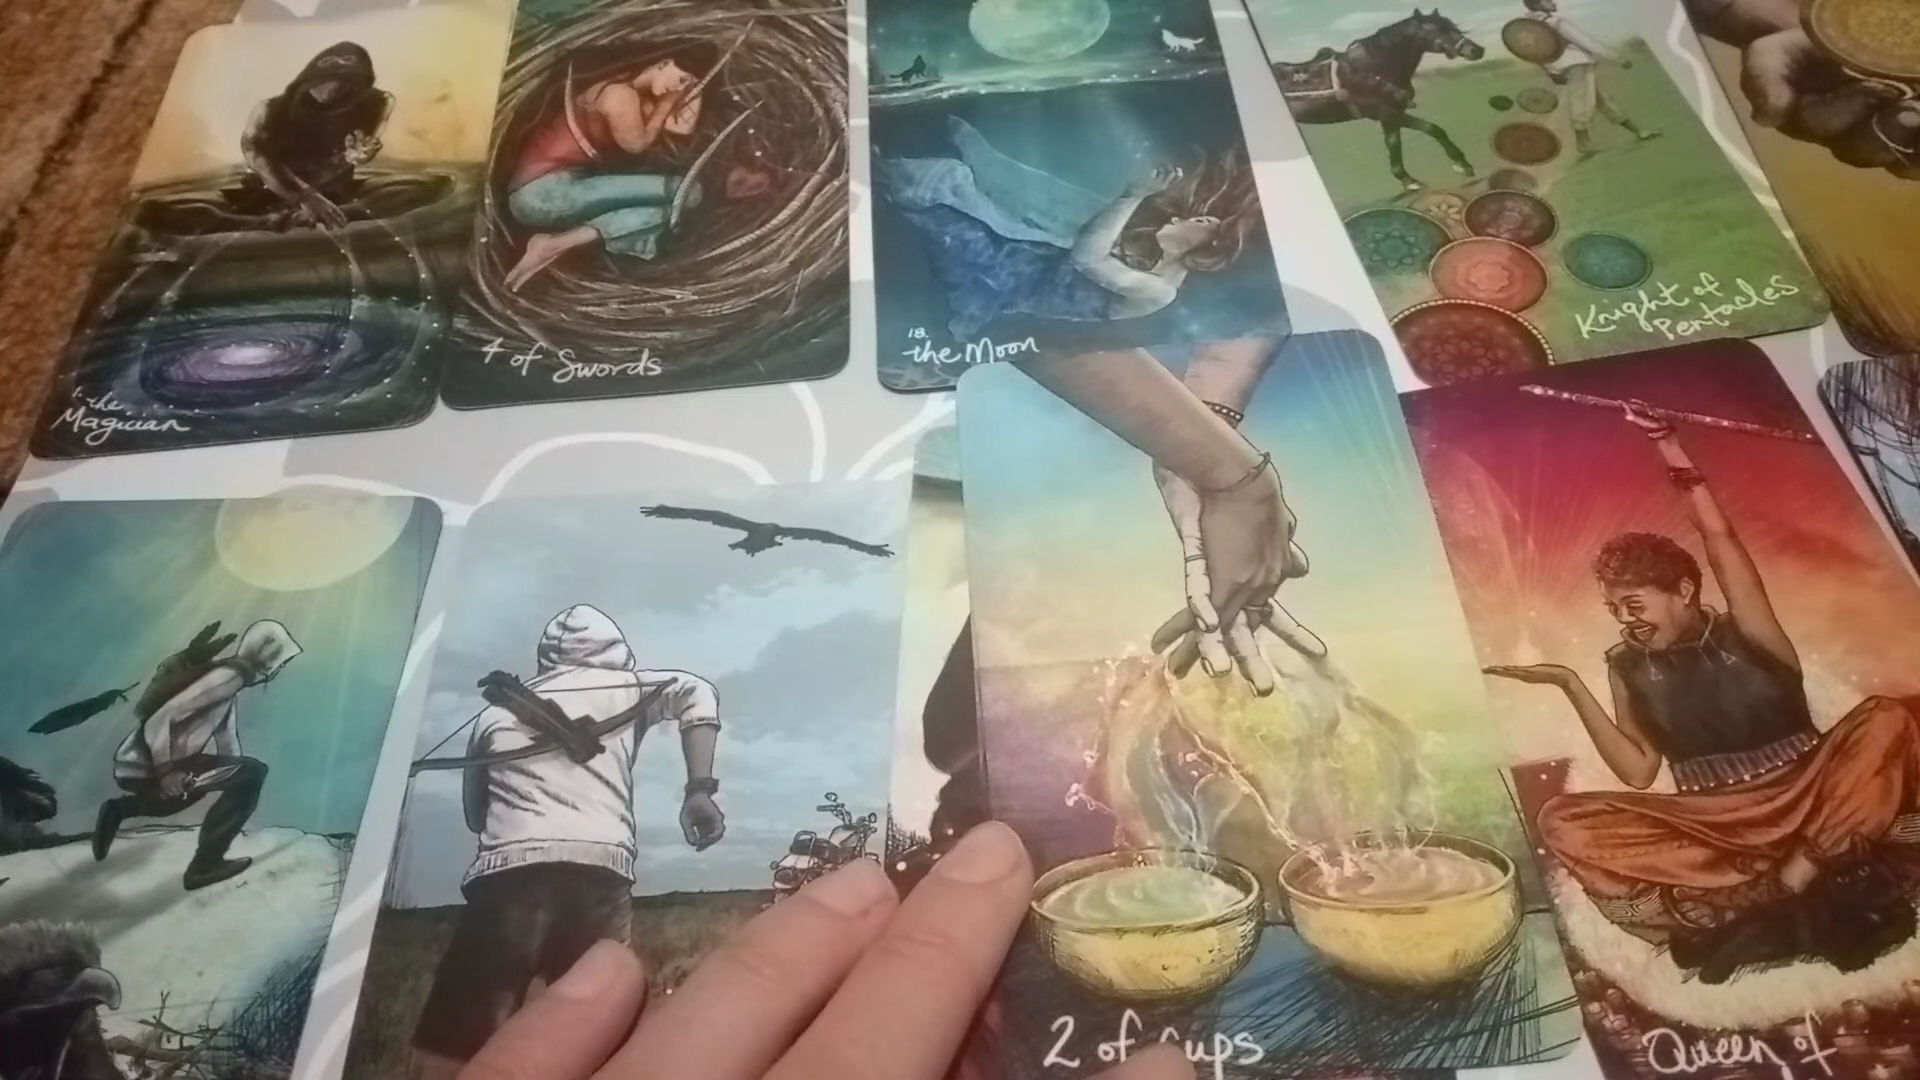 1. the
Magician
4 of Swords
18.
the Moon
Knight of
Pentacles
2 of Cups
Queen of